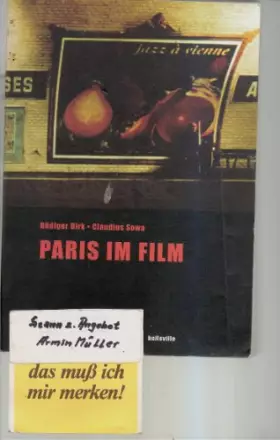 Jazz à vienne
SES
A
Rüdiger Dirk • Claudius Sowa
PARIS IM FILM
belleville
Scann z. Angebot
Armin Müller
das muß ich
mir merken!